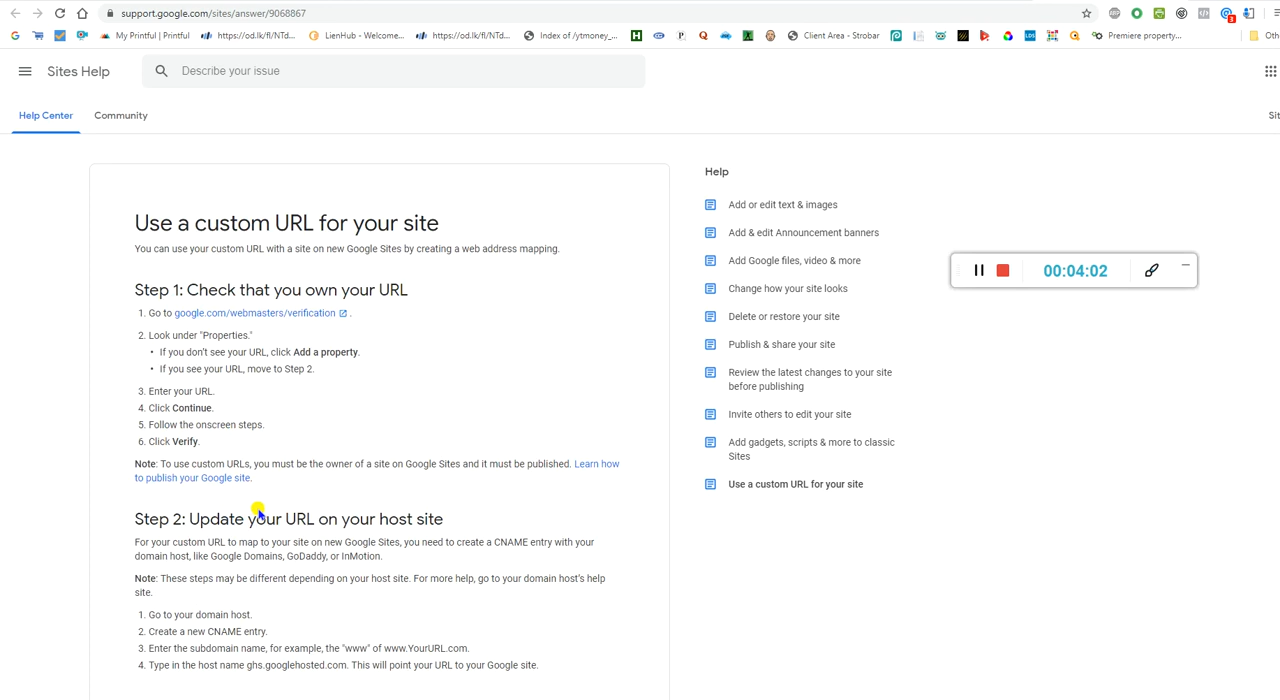 support.google.com/sites/answer/9068867
My Printful | Printful
https://od.lk/f/NTd...
LienHub - Welcome...
https://od.lk/f/NTd...
Index of /ytmoney_...
Client Area - Strobar
Premiere property...
Sites Help
Describe your issue
Help Center
Community
Use a custom URL for your site
You can use your custom URL with a site on new Google Sites by creating a web address mapping.
Step 1: Check that you own your URL
1. Go to google.com/webmasters/verification .
2. Look under "Properties."
• If you don't see your URL, click Add a property.
• If you see your URL, move to Step 2.
3. Enter your URL.
4. Click Continue.
5. Follow the onscreen steps.
6. Click Verify.
Note: To use custom URLs, you must be the owner of a site on Google Sites and it must be published. Learn how
to publish your Google site.
Step 2: Update your URL on your host site
For your custom URL to map to your site on new Google Sites, you need to create a CNAME entry with your
domain host, like Google Domains, GoDaddy, or InMotion.
Note: These steps may be different depending on your host site. For more help, go to your domain host's help
site.
1. Go to your domain host.
2. Create a new CNAME entry.
3. Enter the subdomain name, for example, the "www" of www.YourURL.com.
4. Type in the host name ghs.googlehosted.com. This will point your URL to your Google site.
Help
Add or edit text & images
Add & edit Announcement banners
Add Google files, video & more
Change how your site looks
Delete or restore your site
Publish & share your site
Review the latest changes to your site
before publishing
Invite others to edit your site
Add gadgets, scripts & more to classic
Sites
Use a custom URL for your site
00:04:02